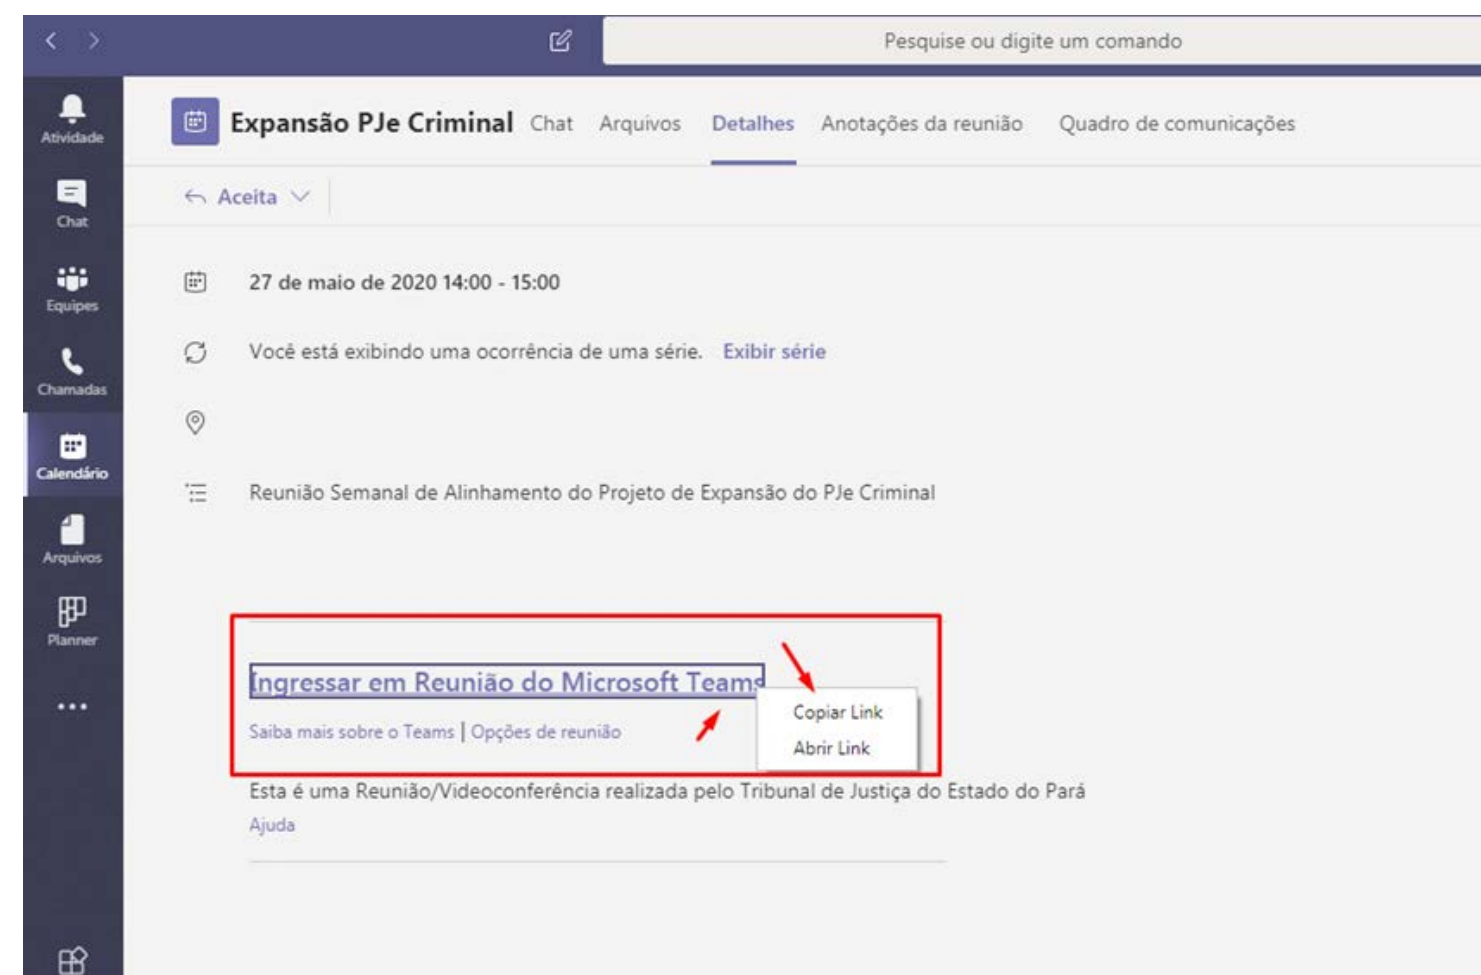 Pesquise ou digite um comando
Atividade
Chat
Equipes
Chamadas
Calendário
Arquivos
Planner
Expansão PJe Criminal Chat Arquivos Detalhes Anotações da reunião Quadro de comunicações
Aceita
27 de maio de 2020 14:00 - 15:00
Você está exibindo uma ocorrência de uma série. Exibir série
Reunião Semanal de Alinhamento do Projeto de Expansão do PJe Criminal
Ingressar em Reunião do Microsoft Teams
Copiar Link
Abrir Link
Saiba mais sobre o Teams | Opções de reunião
Esta é uma Reunião/Videoconferência realizada pelo Tribunal de Justiça do Estado do Pará
Ajuda